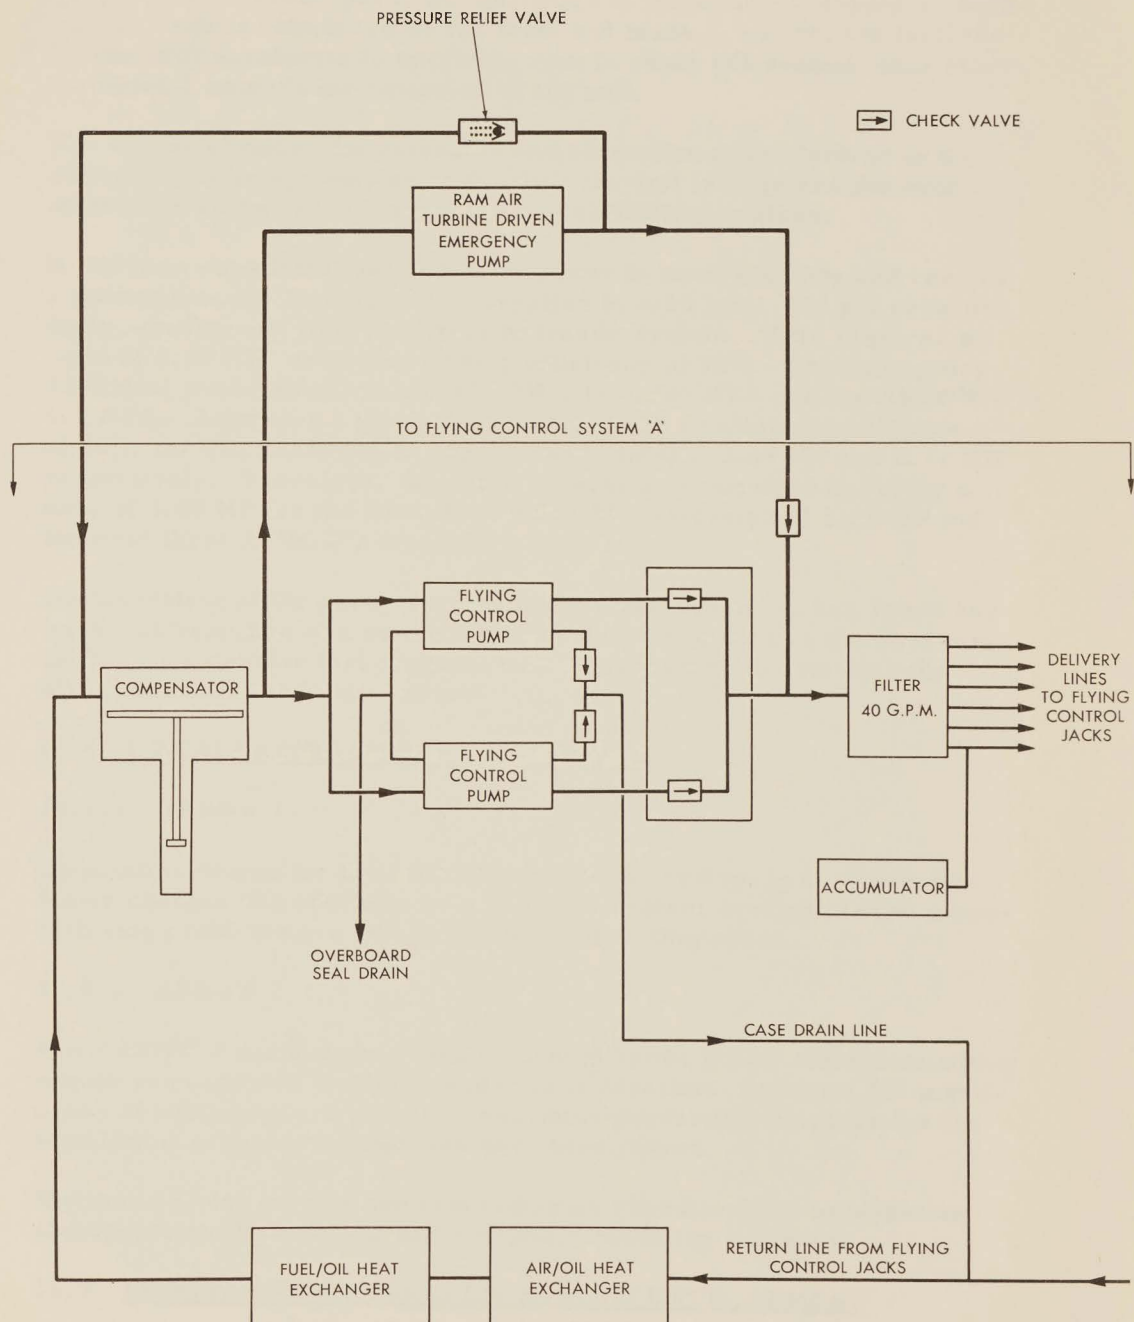 PRESSURE RELIEF VALVE
CHECK VALVE
RAM AIR
TURBINE DRIVEN
EMERGENCY
PUMP
TO FLYING CONTROL SYSTEM 'A'
FLYING
CONTROL
PUMP
COMPENSATOR
FILTER
40 G.P.M.
DELIVERY
LINES
TO FLYING
CONTROL
JACKS
FLYING
CONTROL
PUMP
ACCUMULATOR
OVERBOARD
SEAL DRAIN
CASE DRAIN LINE
RETURN LINE FROM FLYING
CONTROL JACKS
FUEL/OIL HEAT
EXCHANGER
AIR/OIL HEAT
EXCHANGER